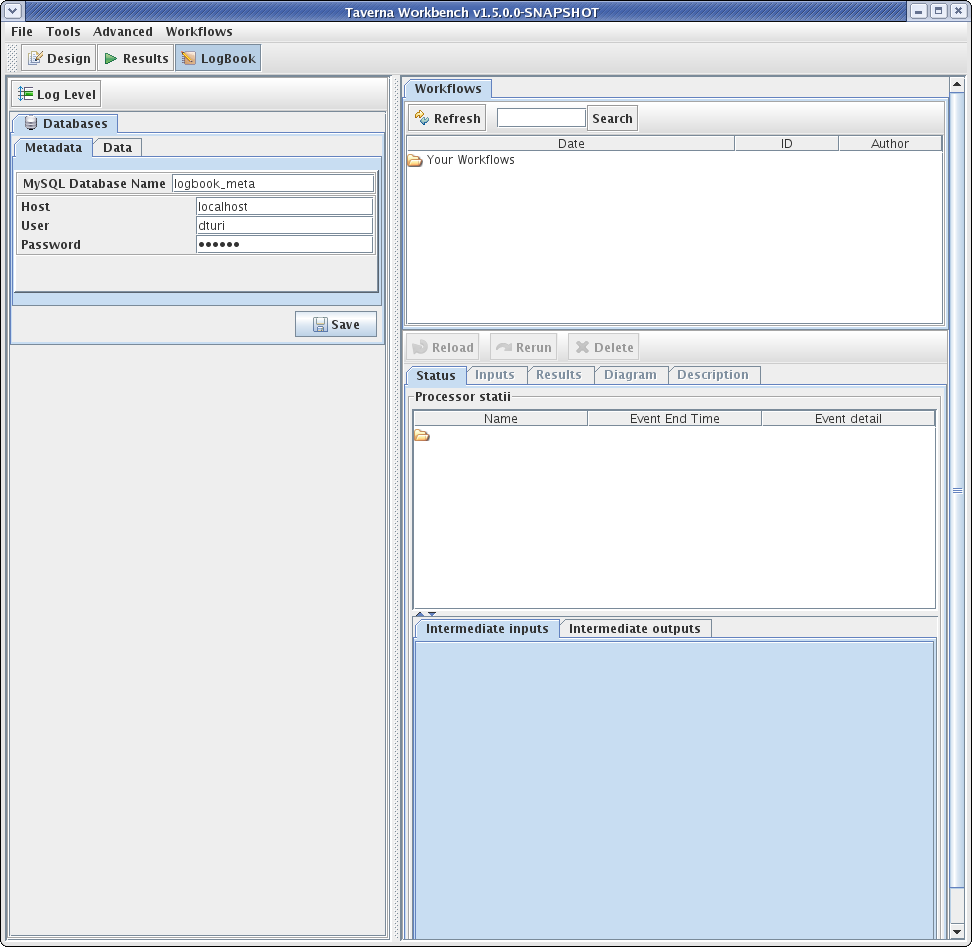 Taverna Workbench v1.5.0.0-SNAPSHOT
File Tools Advanced Workflows
Design Results LogBook
Log Level
Databases
Metadata Data
MySQL Database Name logbook_meta
Host localhost
User dturi
Password ••••••
Save
Workflows
Refresh Search
Date ID Author
Your Workflows
Reload Rerun Delete
Status Inputs Results Diagram Description
Processor statii
Name Event End Time Event detail
Intermediate inputs Intermediate outputs